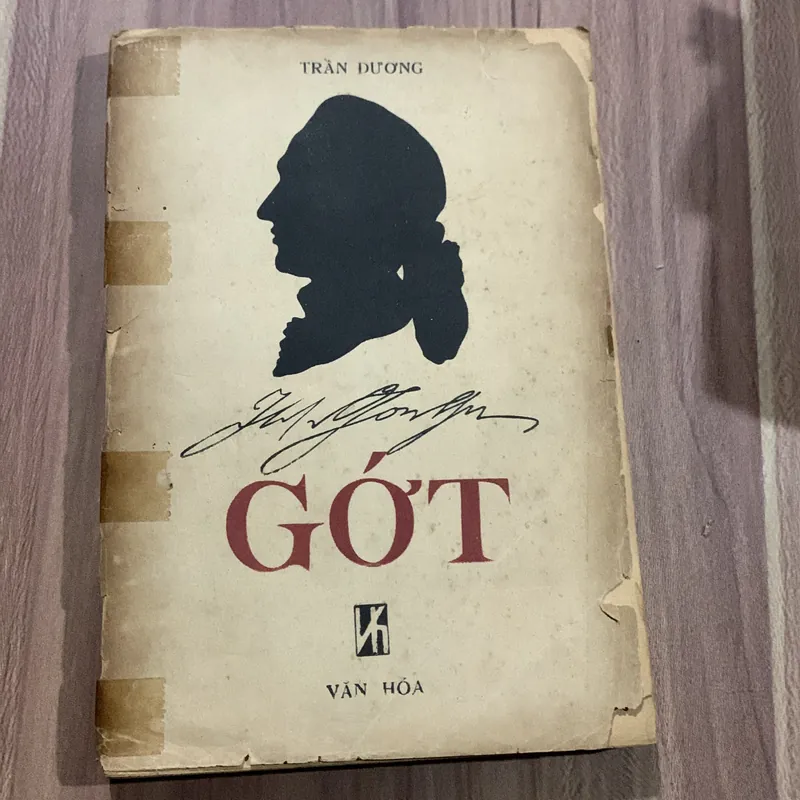 TRẦN DƯƠNG
GỚT
VĂN HÓA